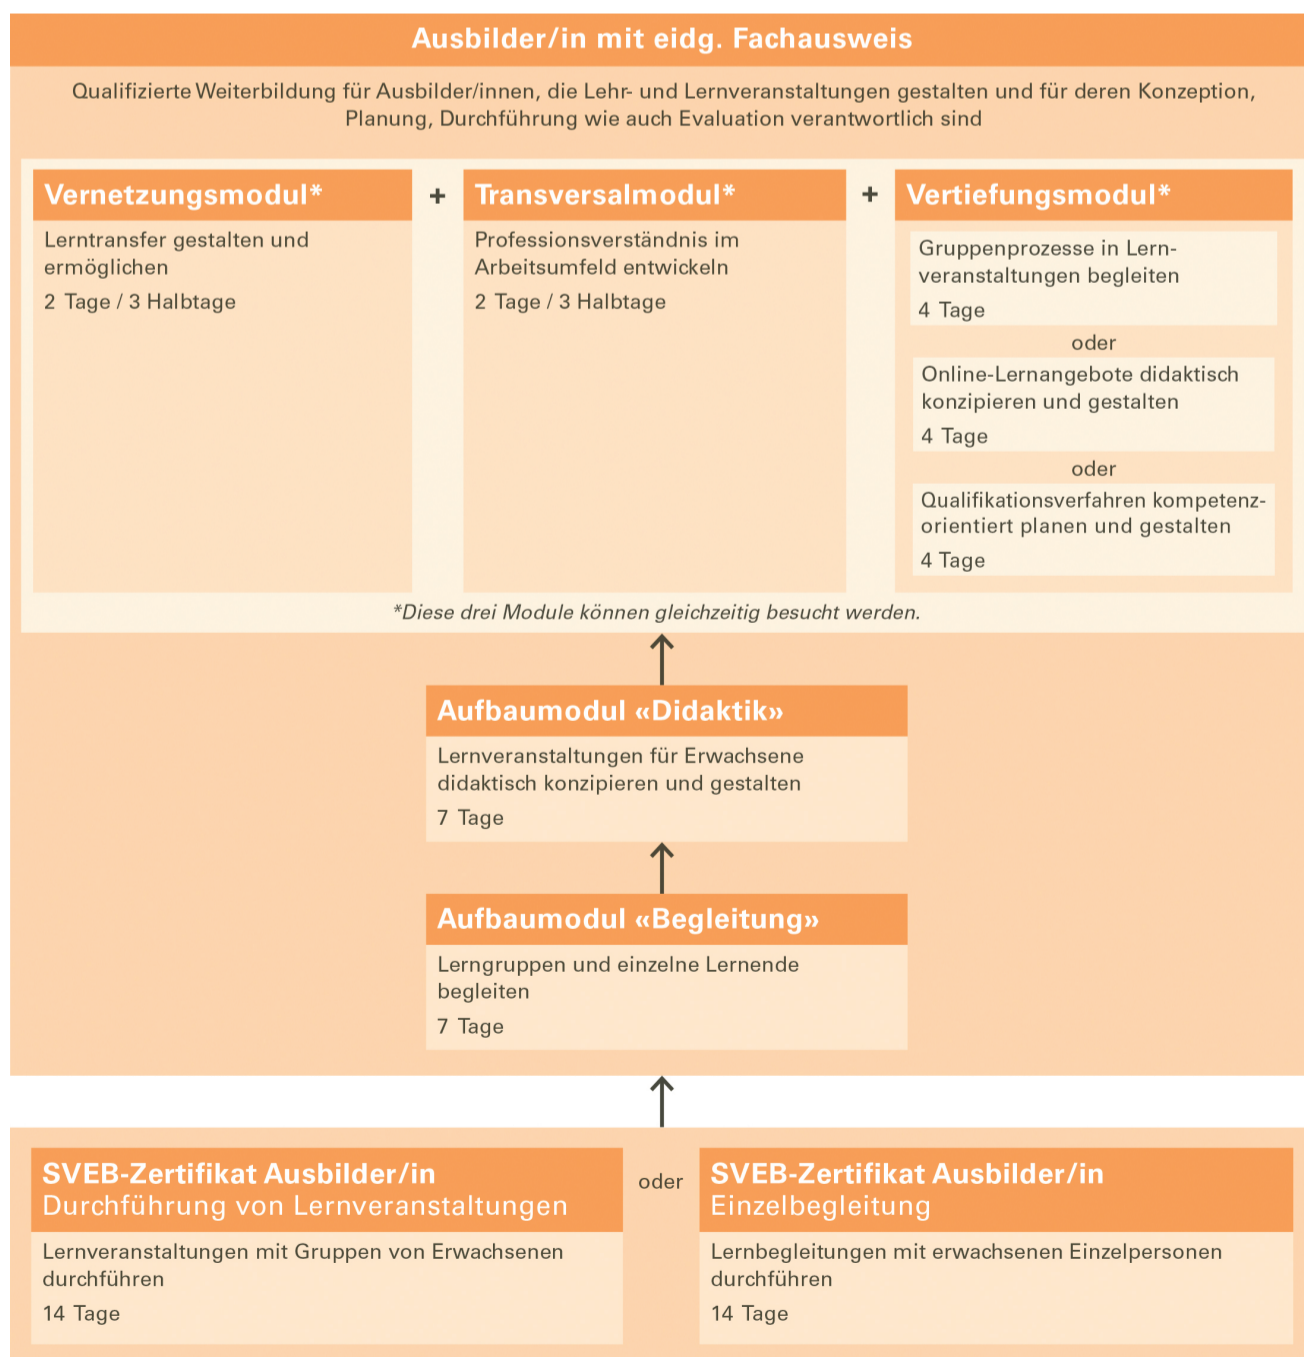 Ausbilder/in mit eidg. Fachausweis
Qualifizierte Weiterbildung für Ausbilder/innen, die Lehr- und Lernveranstaltungen gestalten und für deren Konzeption,
Planung, Durchführung wie auch Evaluation verantwortlich sind
Vernetzungsmodul*
Lerntransfer gestalten und
ermöglichen
2 Tage / 3 Halbtage
+
Transversalmodul*
Professionsverständnis im
Arbeitsumfeld entwickeln
2 Tage / 3 Halbtage
+
Vertiefungsmodul*
Gruppenprozesse in Lern-
veranstaltungen begleiten
4 Tage
oder
Online-Lernangebote didaktisch
konzipieren und gestalten
4 Tage
oder
Qualifikationsverfahren kompetenz-
orientiert planen und gestalten
4 Tage
*Diese drei Module können gleichzeitig besucht werden.
Aufbaumodul «Didaktik»
Lernveranstaltungen für Erwachsene
didaktisch konzipieren und gestalten
7 Tage
Aufbaumodul «Begleitung»
Lerngruppen und einzelne Lernende
begleiten
7 Tage
SVEB-Zertifikat Ausbilder/in
Durchführung von Lernveranstaltungen
Lernveranstaltungen mit Gruppen von Erwachsenen
durchführen
14 Tage
oder
SVEB-Zertifikat Ausbilder/in
Einzelbegleitung
Lernbegleitungen mit erwachsenen Einzelpersonen
durchführen
14 Tage